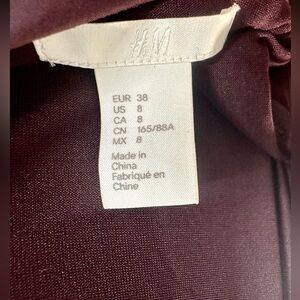 H&M
EUR 38
US 8
CA 8
CN 165/88A
MX 8
Made in
China
Fabriqué en
Chine